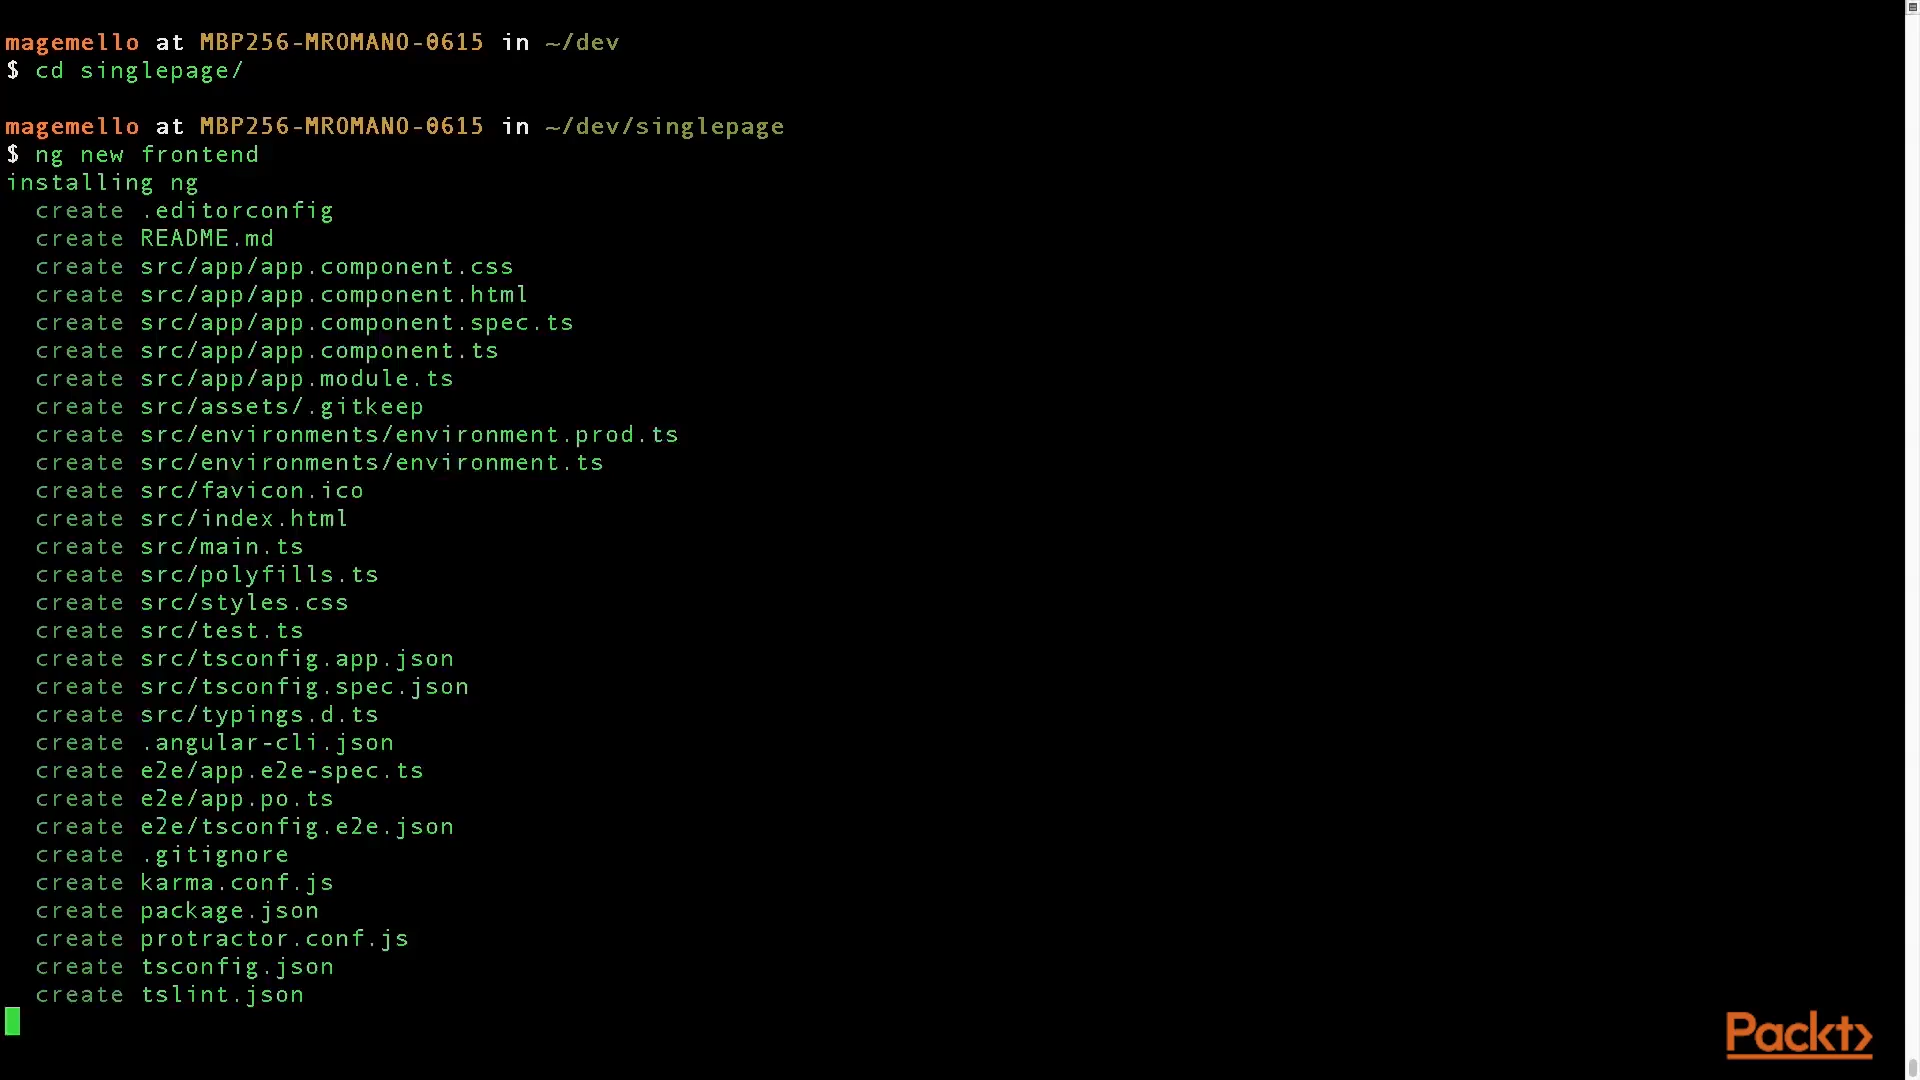 magemello at MBP256-MROMANO-0615 in ~/dev
$ cd singlepage/
magemello at MBP256-MROMANO-0615 in ~/dev/singlepage
$ ng new frontend
installing ng
  create .editorconfig
  create README.md
  create src/app/app.component.css
  create src/app/app.component.html
  create src/app/app.component.spec.ts
  create src/app/app.component.ts
  create src/app/app.module.ts
  create src/assets/.gitkeep
  create src/environments/environment.prod.ts
  create src/environments/environment.ts
  create src/favicon.ico
  create src/index.html
  create src/main.ts
  create src/polyfills.ts
  create src/styles.css
  create src/test.ts
  create src/tsconfig.app.json
  create src/tsconfig.spec.json
  create src/typings.d.ts
  create .angular-cli.json
  create e2e/app.e2e-spec.ts
  create e2e/app.po.ts
  create e2e/tsconfig.e2e.json
  create .gitignore
  create karma.conf.js
  create package.json
  create protractor.conf.js
  create tsconfig.json
  create tslint.json
Packt>